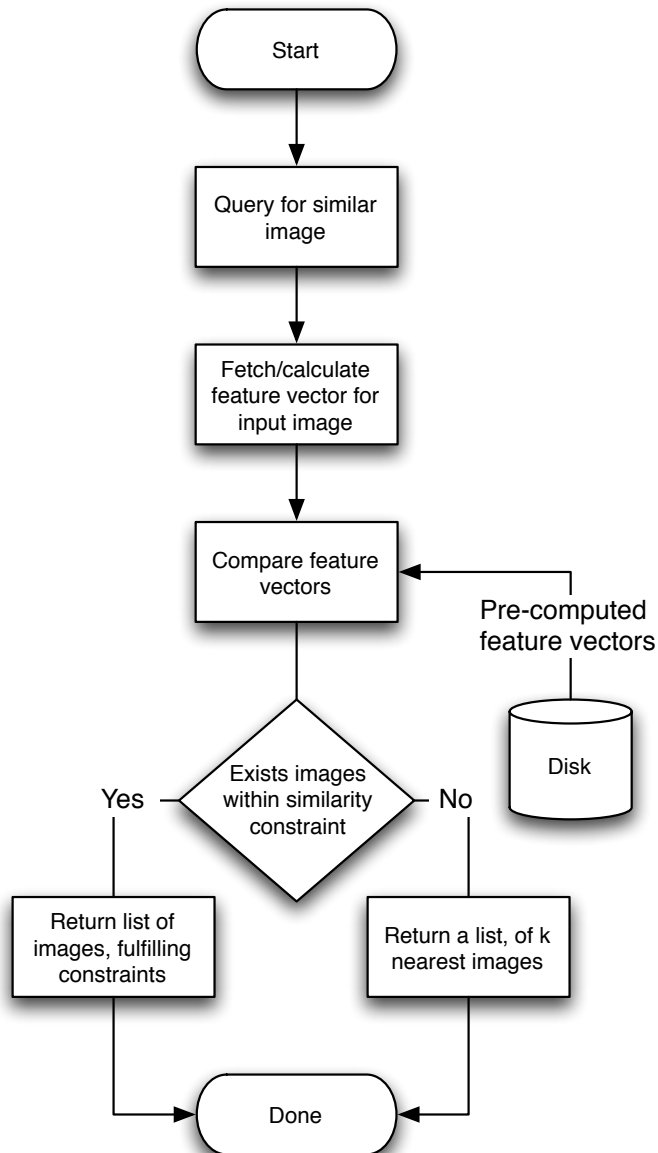 Start
Query for similar
image
Fetch/calculate
feature vector for
input image
Compare feature
vectors
Pre-computed
feature vectors
Disk
Exists images
within similarity
constraint
Yes
No
Return list of
images, fulfilling
constraints
Return a list, of k
nearest images
Done